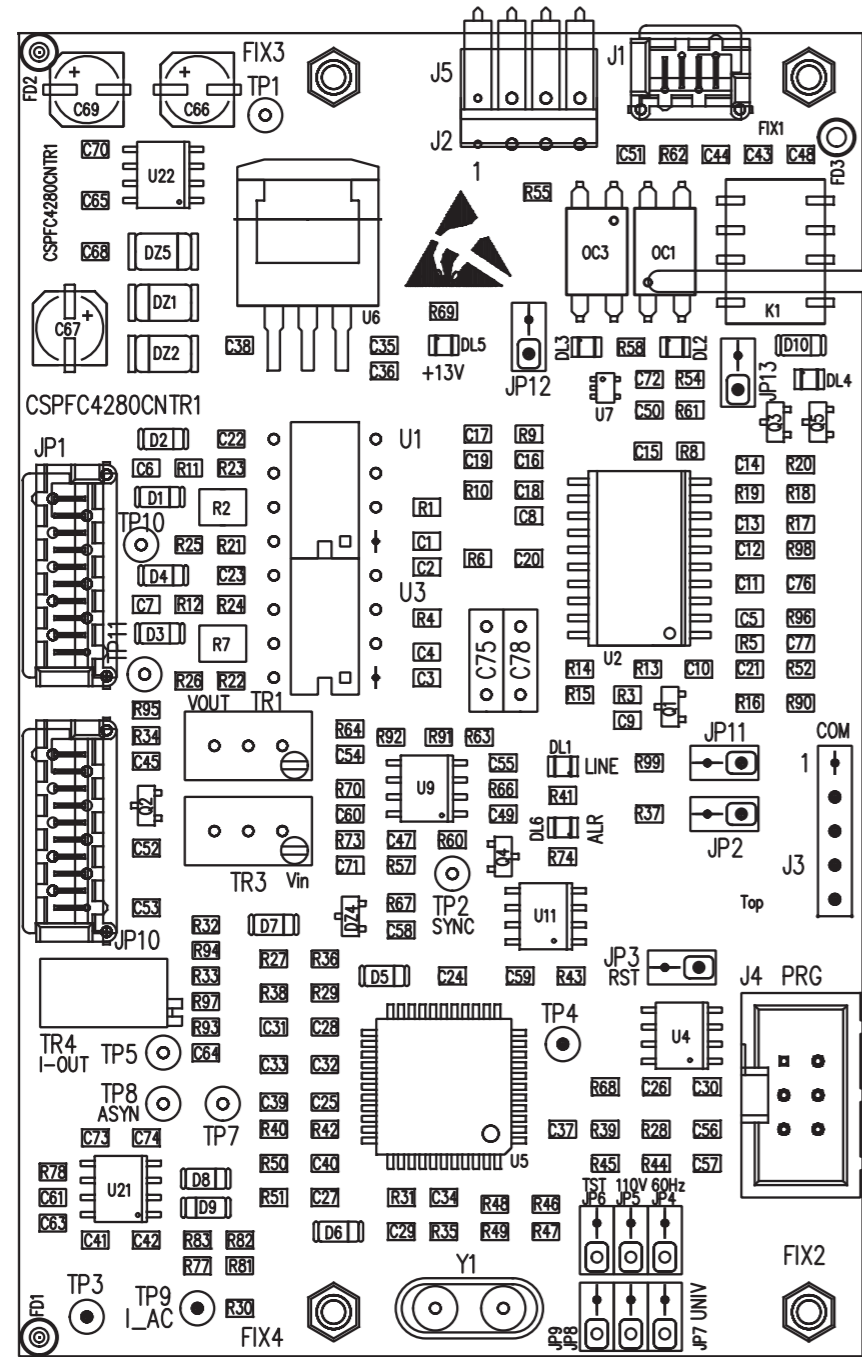 FIX3
J5
J1
FD2
C69
C66
TP1
J2
FIX1
FD3
C70
U22
C51 R62 C44 C43 C48
1
CSPFC4280CNTR1
C65
R55
C68
DZ5
OC3
OC1
DZ1
K1
C67
U6
R69
DZ2
C38
C35
DL5
DL3
R58
DL2
D10
C36
+13V
JP12
C72 R54
JP13
DL4
U7
C50 R61
Q3
Q5
CSPFC4280CNTR1
JP1
D2
C22
U1
C17 R9
C15 R8
C6 R11 R23
C19 C16
C14 R20
D1
R2
R10 C18
R19 R18
R1
C8
C13 R17
TP10
R25 R21
C1
C12 R98
D4
C23
C2
R6 C20
C11 C76
C7 R12 R24
U3
R4
C5 R96
D3
R7
C75
C78
R5 C77
TP11
C4
U2
R26 R22
C3
R14 R13 C10
C21 R52
R15 R3
Q1
R16 R90
C9
R95
VOUT TR1
R64
R34
C54
R92 R91 R63
DL1
JP11
COM
C45
C55
LINE
R99
1
R70
U9
R66
R41
Q2
C60
C49
DL6
ALR
R37
R73 C47 R60
JP2
C52
C71 R57
Q4
R74
TR3 Vin
TP2
SYNC
J3
C53
R67
DZ4
C58
U11
Top
JP10
R32
D7
R94
R27 R36
JP3
RST
R33
D5
C24 C59 R43
J4 PRG
R97
R38 R29
R93
C31 C28
TP4
U4
TR4
I-OUT
TP5
C64
C33 C32
R68 C26 C30
TP8
ASYN
TP7
C39 C25
C73 C74
R40 R42
C37 R39 R28 C56
U5
R78
R50 C40
R45 R44 C57
U21
D8
TST 110V 60Hz
C61
R51 C27
R31 C34
R48 R46
JP6 JP5 JP4
D9
C63
D6
C29 R35
R49 R47
C41 C42
R83 R82
R77 R81
Y1
FIX2
TP3
TP9
I_AC
R30
FD1
FIX4
JP9
JP8
JP7
UNIV